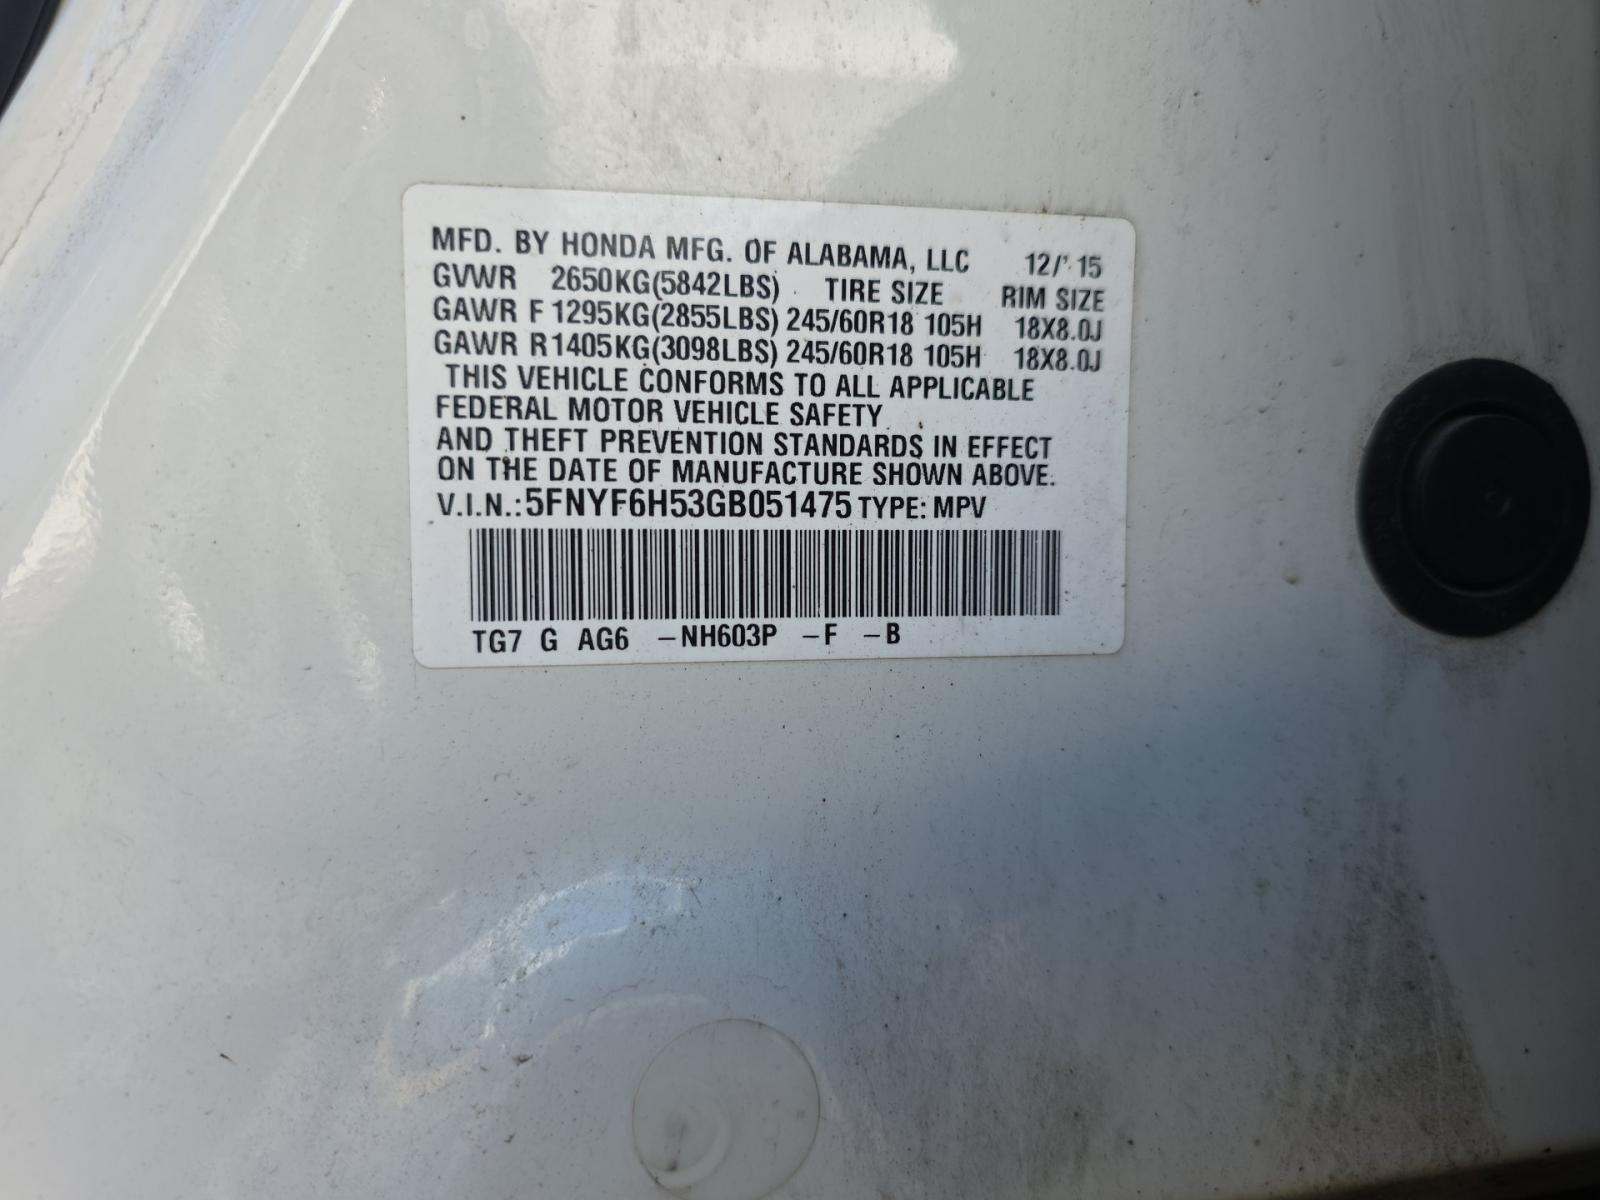 MFD. BY HONDA MFG. OF ALABAMA, LLC 12/15
GVWR 2650KG(5842LBS) TIRE SIZE RIM SIZE
GAWR F 1295KG(2855LBS) 245/60R18 105H 18X8.0J
GAWR R 1405KG(3098LBS) 245/60R18 105H 18X8.0J
THIS VEHICLE CONFORMS TO ALL APPLICABLE
FEDERAL MOTOR VEHICLE SAFETY
AND THEFT PREVENTION STANDARDS IN EFFECT
ON THE DATE OF MANUFACTURE SHOWN ABOVE.
V.I.N.: 5FNYF6H53GB051475 TYPE: MPV
TG7 G AG6 -NH603P -F -B